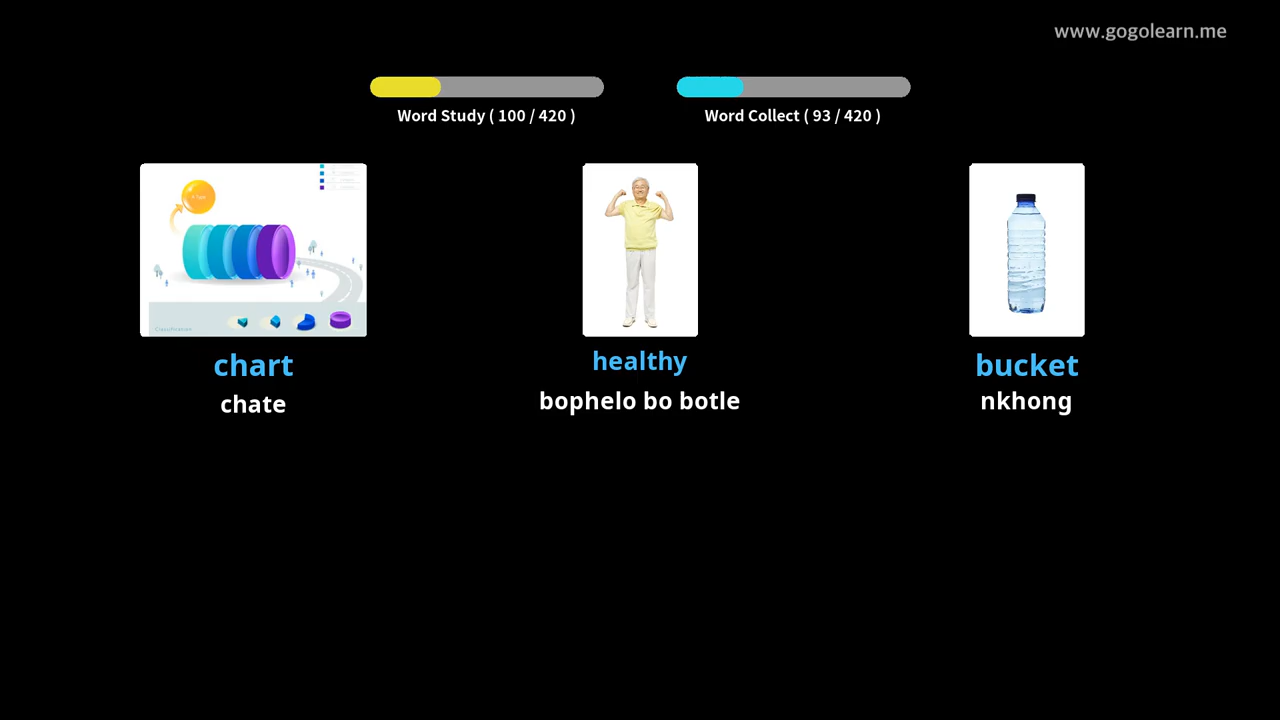 www.gogolearn.me
Word Study ( 100 / 420 )
Word Collect ( 93 / 420 )
chart
healthy
bucket
chate
bophelo bo botle
nkhong